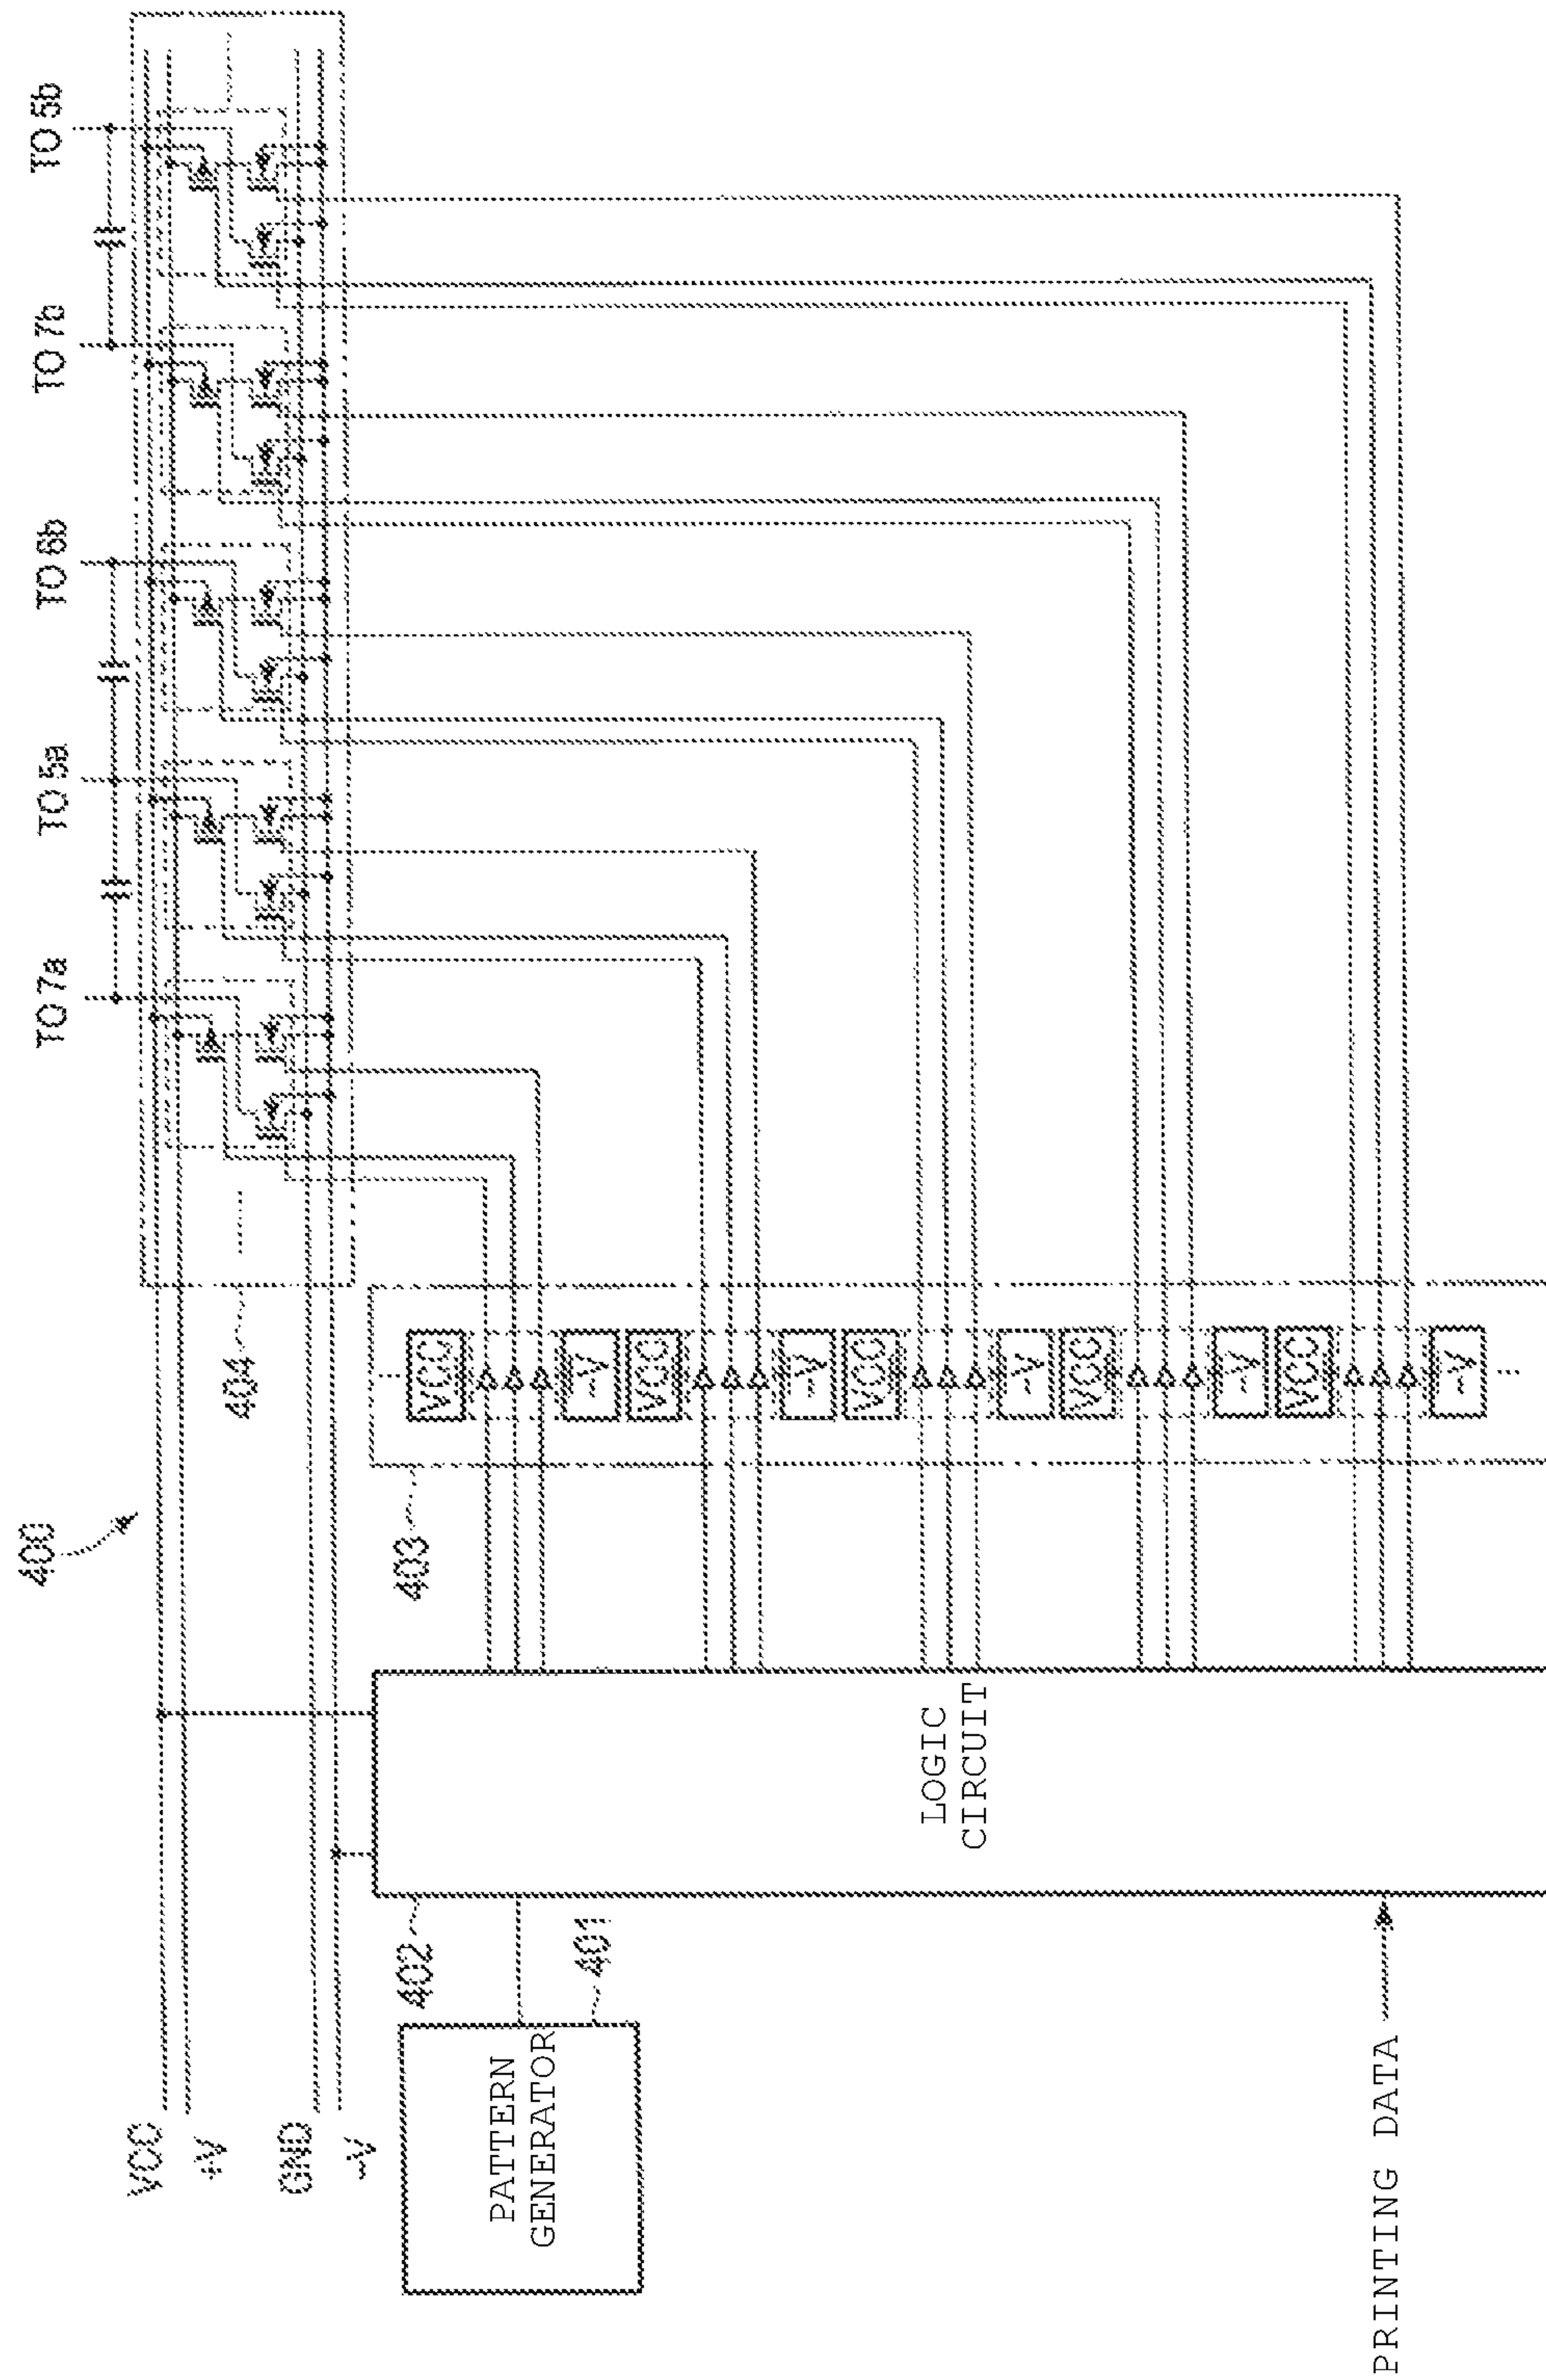 400
VCC
+V
GND
-V
PATTERN
GENERATOR
401
402
LOGIC
CIRCUIT
PRINTING DATA
403
VCC
-V
VCC
-V
VCC
-V
VCC
-V
VCC
-V
404
TO 7a
TO 5a
TO 6b
TO 7b
TO 5b